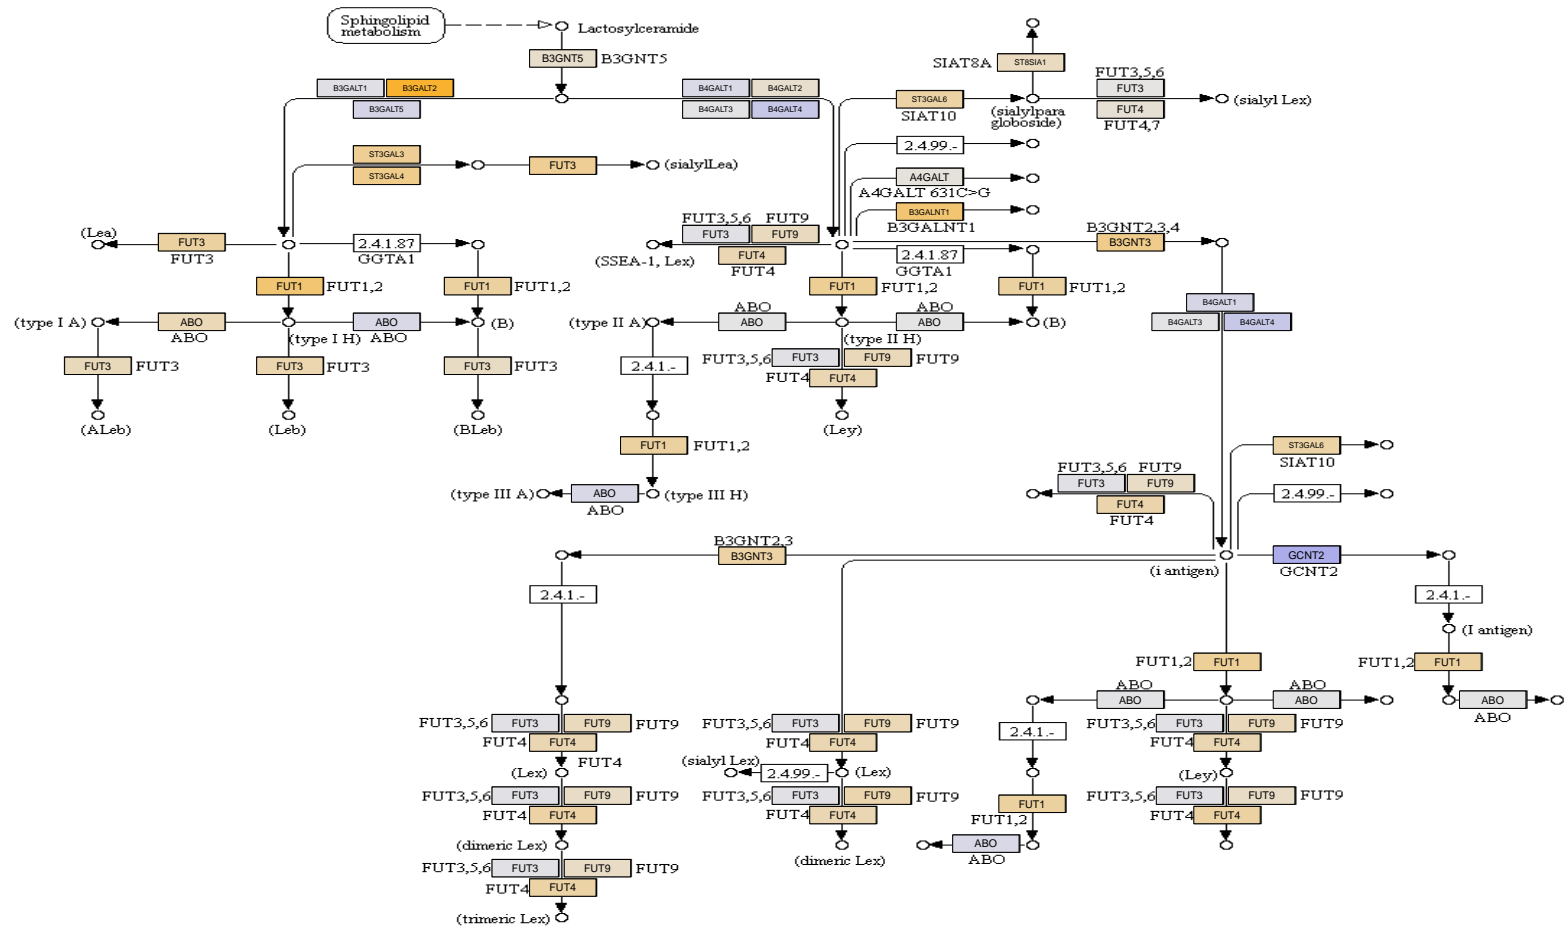 Sphingolipid
metabolism
Lactosylceramide
B3GNT5 B3GNT5
SIAT8A ST8SIA1
FUT3,5,6
FUT3
FUT4
FUT4,7
(sialyl Lex)
B3GALT1 B3GALT2
B3GALT5
B4GALT1 B4GALT2
B4GALT3 B4GALT4
ST3GAL6
SIAT10
(sialylpara
globoside)
2.4.99.-
ST3GAL3
ST3GAL4
FUT3
(sialylLea)
A4GALT
A4GALT 631C>G
B3GALNT1
B3GALNT1
(Lea)
FUT3
FUT3
2.4.1.87
GGTA1
FUT3,5,6 FUT9
FUT3 FUT9
FUT4
FUT4
(SSEA-1, Lex)
2.4.1.87
GGTA1
B3GNT2,3,4
B3GNT3
FUT1 FUT1,2
FUT1 FUT1,2
FUT1 FUT1,2
FUT1 FUT1,2
B4GALT1
B4GALT3 B4GALT4
(type I A)
ABO
ABO
(type I H)
ABO
ABO
(B)
(type II A)
ABO
ABO
(type II H)
ABO
ABO
(B)
FUT3 FUT3
FUT3 FUT3
FUT3 FUT3
2.4.1.-
FUT3,5,6 FUT3 FUT9 FUT9
FUT4 FUT4
(ALeb)
(Leb)
(BLeb)
(Ley)
FUT1 FUT1,2
ST3GAL6
SIAT10
(type III A)
ABO
ABO
(type III H)
FUT3,5,6 FUT9
FUT3 FUT9
FUT4
FUT4
2.4.99.-
B3GNT2,3
B3GNT3
(i antigen)
GCNT2
GCNT2
2.4.1.-
2.4.1.-
(I antigen)
FUT1,2 FUT1
FUT1,2 FUT1
ABO
ABO
ABO
ABO
ABO
ABO
FUT3,5,6 FUT3 FUT9 FUT9
FUT4 FUT4
FUT4
FUT3,5,6 FUT3 FUT9 FUT9
FUT4 FUT4
2.4.1.-
FUT3,5,6 FUT3 FUT9 FUT9
FUT4 FUT4
(Lex)
(sialyl Lex)
2.4.99.-
(Lex)
(Ley)
FUT3,5,6 FUT3 FUT9 FUT9
FUT4 FUT4
FUT3,5,6 FUT3 FUT9 FUT9
FUT4 FUT4
FUT1
FUT1,2
FUT3,5,6 FUT3 FUT9 FUT9
FUT4 FUT4
(dimeric Lex)
(dimeric Lex)
ABO
ABO
FUT3,5,6 FUT3 FUT9 FUT9
FUT4 FUT4
(trimeric Lex)